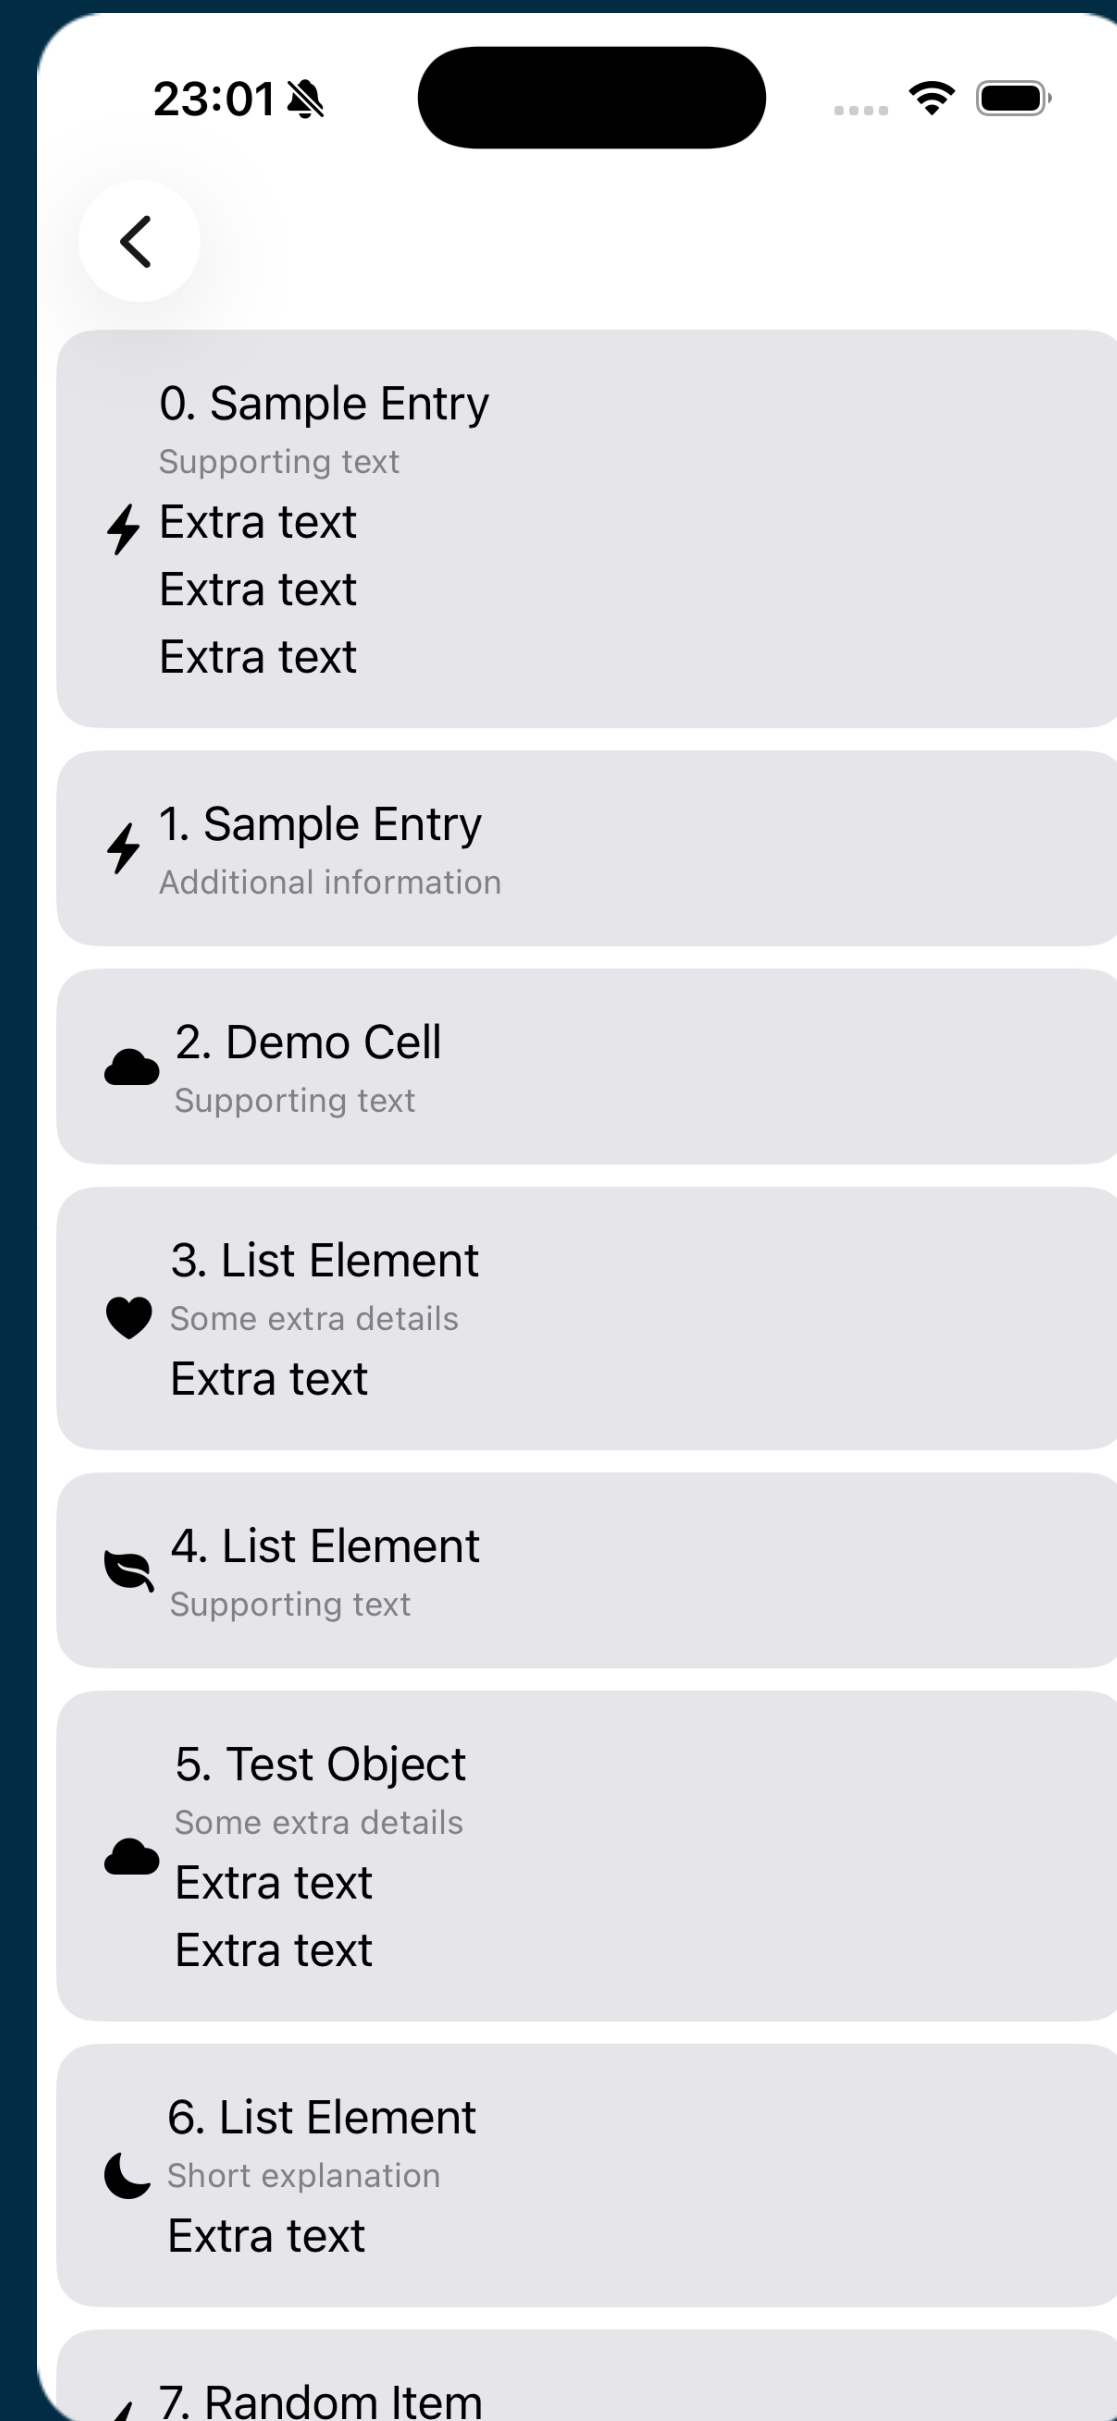 23:01
0. Sample Entry
Supporting text
Extra text
Extra text
Extra text
1. Sample Entry
Additional information
2. Demo Cell
Supporting text
3. List Element
Some extra details
Extra text
4. List Element
Supporting text
5. Test Object
Some extra details
Extra text
Extra text
6. List Element
Short explanation
Extra text
7. Random Item